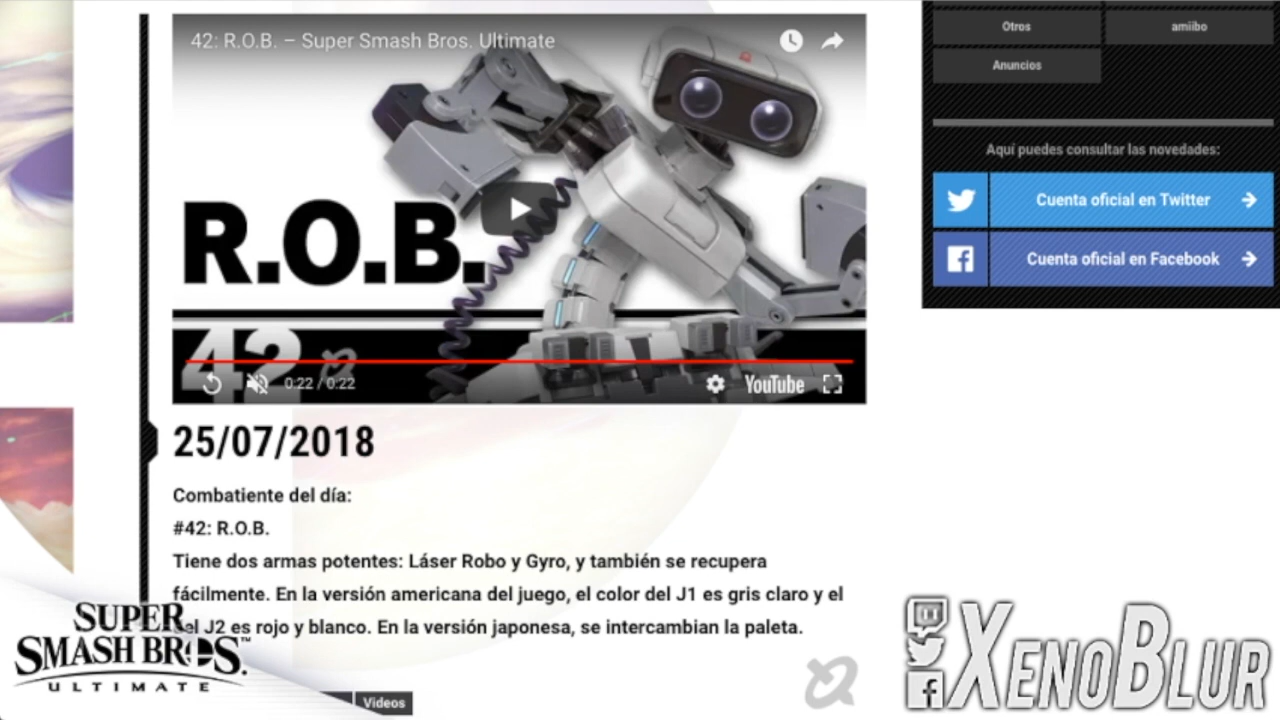 42: R.O.B. – Super Smash Bros. Ultimate
R.O.B.
42
0:22 / 0:22
YouTube
25/07/2018
Combatiente del día:
#42: R.O.B.
Tiene dos armas potentes: Láser Robo y Gyro, y también se recupera
fácilmente. En la versión americana del juego, el color del J1 es gris claro y el
del J2 es rojo y blanco. En la versión japonesa, se intercambian la paleta.
Videos
Otros
amiibo
Anuncios
Aquí puedes consultar las novedades:
Cuenta oficial en Twitter
Cuenta oficial en Facebook
SUPER
SMASH BROS.™
ULTIMATE
XENOBLUR